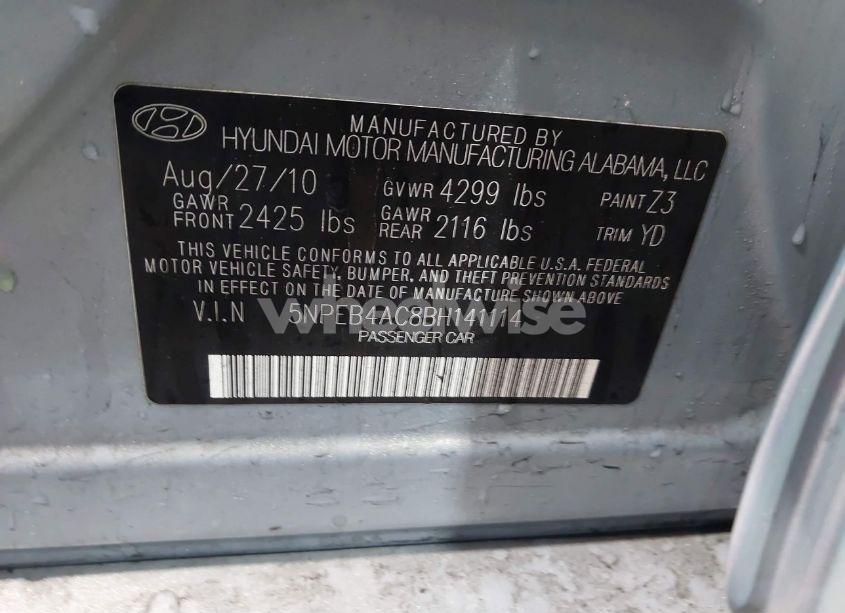 MANUFACTURED BY
HYUNDAI MOTOR MANUFACTURING ALABAMA, LLC
Aug/27/10 GVWR 4299 lbs PAINT Z3
GAWR FRONT 2425 lbs GAWR REAR 2116 lbs TRIM YD
THIS VEHICLE CONFORMS TO ALL APPLICABLE U.S.A. FEDERAL
MOTOR VEHICLE SAFETY, BUMPER, AND THEFT PREVENTION STANDARDS
IN EFFECT ON THE DATE OF MANUFACTURE SHOWN ABOVE.
V.I.N 5NPEB4AC8BH141114
wheelwise
PASSENGER CAR